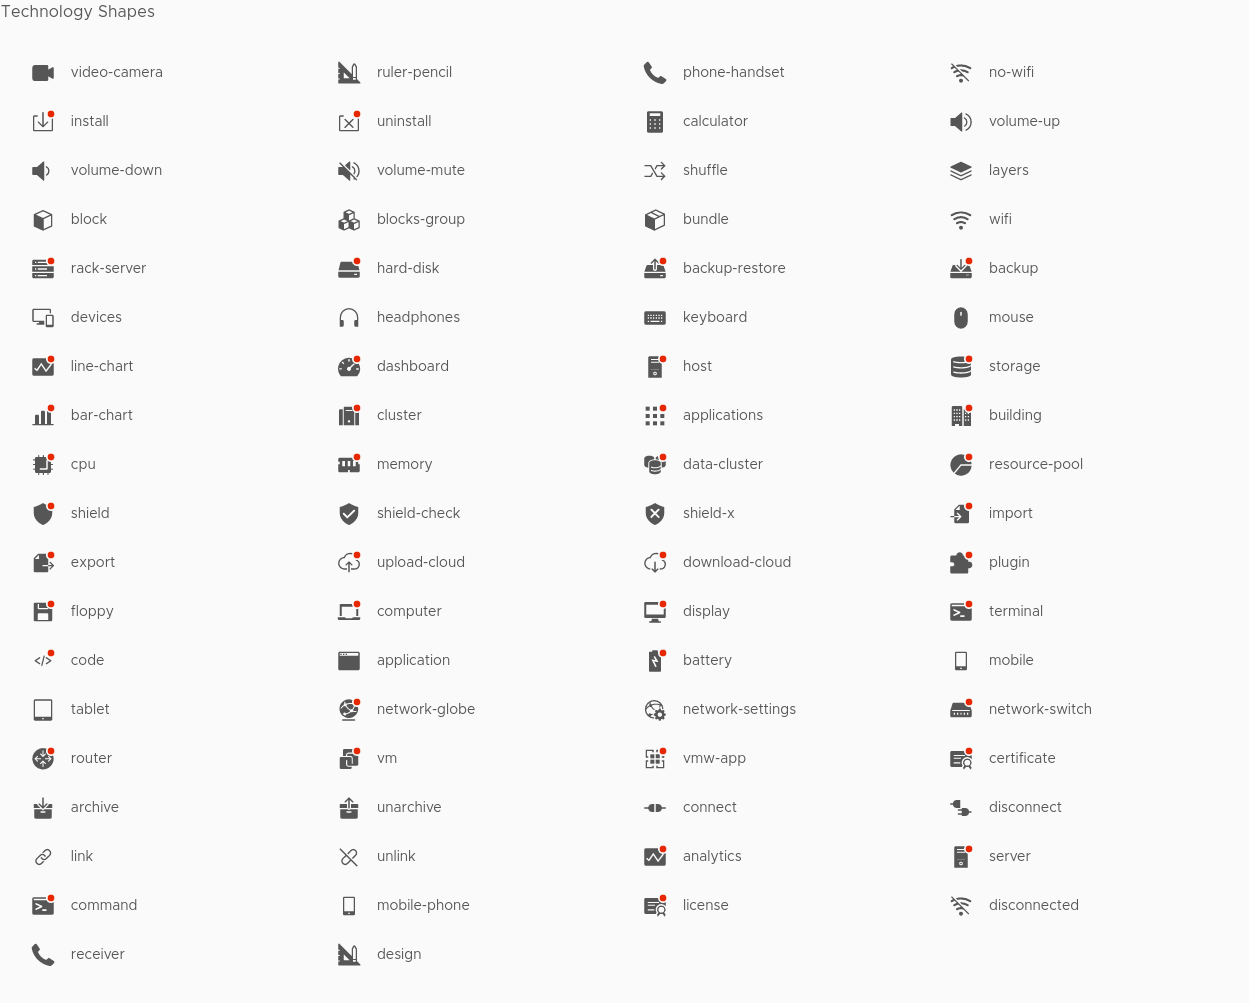 Technology Shapes
video-camera ruler-pencil phone-handset no-wifi
install uninstall calculator volume-up
volume-down volume-mute shuffle layers
block blocks-group bundle wifi
rack-server hard-disk backup-restore backup
devices headphones keyboard mouse
line-chart dashboard host storage
bar-chart cluster applications building
cpu memory data-cluster resource-pool
shield shield-check shield-x import
export upload-cloud download-cloud plugin
floppy computer display terminal
code application battery mobile
tablet network-globe network-settings network-switch
router vm vmw-app certificate
archive unarchive connect disconnect
link unlink analytics server
command mobile-phone license disconnected
receiver design